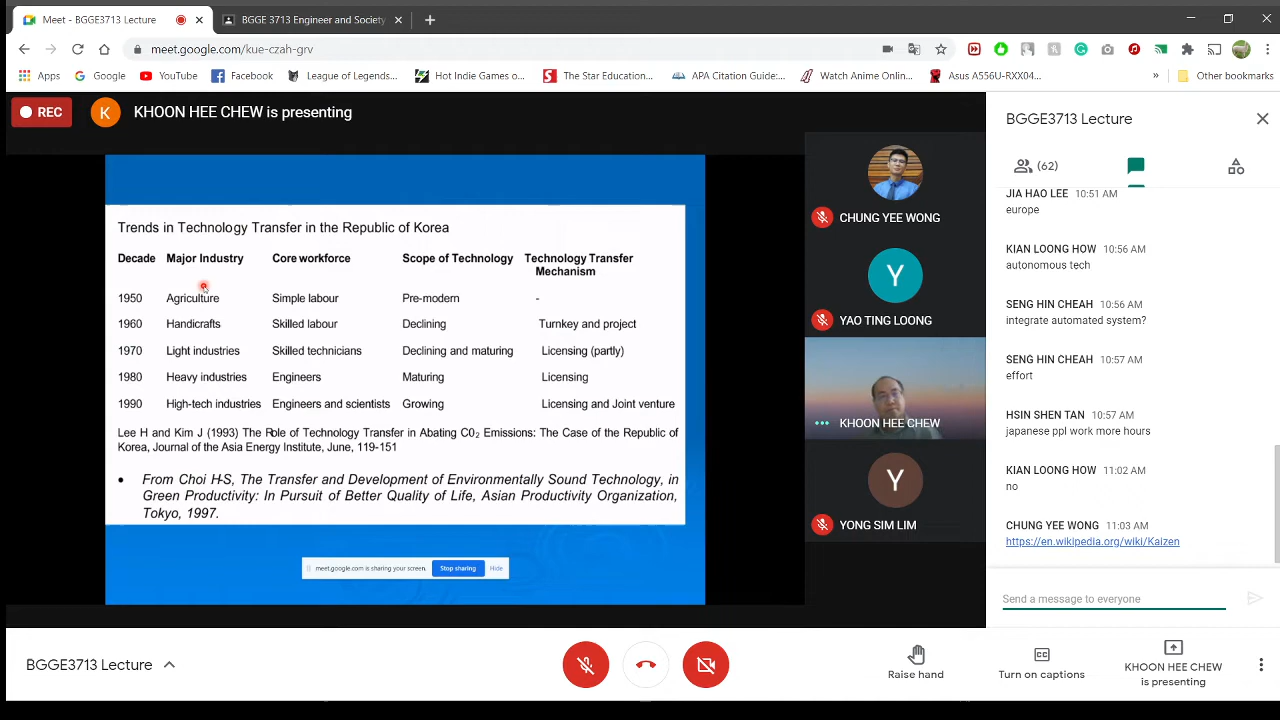 Meet - BGGE3713 Lecture
BGGE 3713 Engineer and Society
meet.google.com/kue-czah-grv
Apps
Google
YouTube
Facebook
League of Legends...
Hot Indie Games o...
The Star Education...
APA Citation Guide:...
Watch Anime Onlin...
Asus A556U-RXX04...
»
Other bookmarks
REC
K
KHOON HEE CHEW is presenting
Trends in Technology Transfer in the Republic of Korea
Decade Major Industry Core workforce Scope of Technology Technology Transfer Mechanism
1950 Agriculture Simple labour Pre-modern -
1960 Handicrafts Skilled labour Declining Turnkey and project
1970 Light industries Skilled technicians Declining and maturing Licensing (partly)
1980 Heavy industries Engineers Maturing Licensing
1990 High-tech industries Engineers and scientists Growing Licensing and Joint venture
Lee H and Kim J (1993) The Role of Technology Transfer in Abating C0₂ Emissions: The Case of the Republic of
Korea, Journal of the Asia Energy Institute, June, 119-151
• From Choi H-S, The Transfer and Development of Environmentally Sound Technology, in
Green Productivity: In Pursuit of Better Quality of Life, Asian Productivity Organization,
Tokyo, 1997.
meet.google.com is sharing your screen.
Stop sharing
Hide
CHUNG YEE WONG
Y
YAO TING LOONG
KHOON HEE CHEW
Y
YONG SIM LIM
BGGE3713 Lecture
(62)
JIA HAO LEE 10:51 AM
europe
KIAN LOONG HOW 10:56 AM
autonomous tech
SENG HIN CHEAH 10:56 AM
integrate automated system?
SENG HIN CHEAH 10:57 AM
effort
HSIN SHEN TAN 10:57 AM
japanese ppl work more hours
KIAN LOONG HOW 11:02 AM
no
CHUNG YEE WONG 11:03 AM
https://en.wikipedia.org/wiki/Kaizen
Send a message to everyone
BGGE3713 Lecture
Raise hand
CC
Turn on captions
KHOON HEE CHEW
is presenting